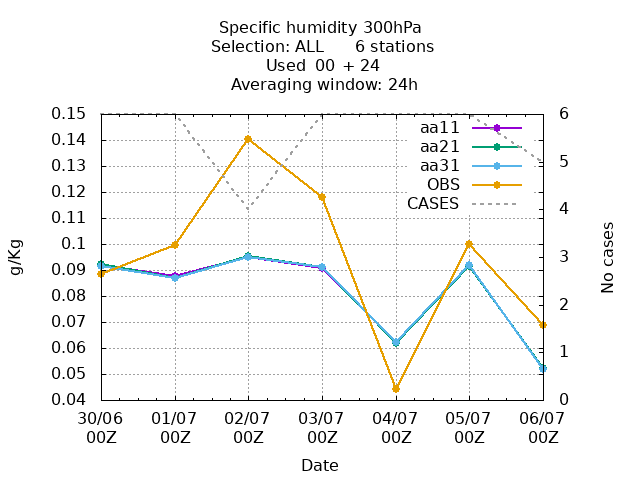 Specific humidity 300hPa
Selection: ALL 6 stations
Used 00 + 24
Averaging window: 24h
0.15
0.14
0.13
0.12
0.11
0.1
0.09
0.08
0.07
0.06
0.05
0.04
g/Kg
6
5
4
3
2
1
0
No cases
aa11
aa21
aa31
OBS
CASES
30/06 01/07 02/07 03/07 04/07 05/07 06/07
00Z 00Z 00Z 00Z 00Z 00Z 00Z
Date